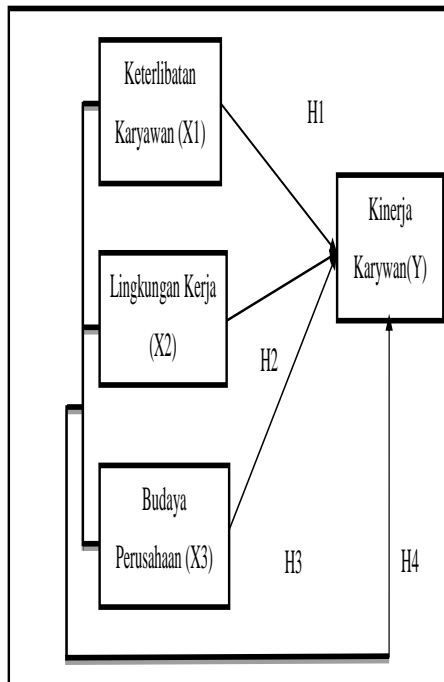 Keterlibatan
Karyawan (X1)
H1
Kinerja
Karywan(Y)
Lingkungan Kerja
(X2)
H2
Budaya
Perusahaan (X3)
H3
H4